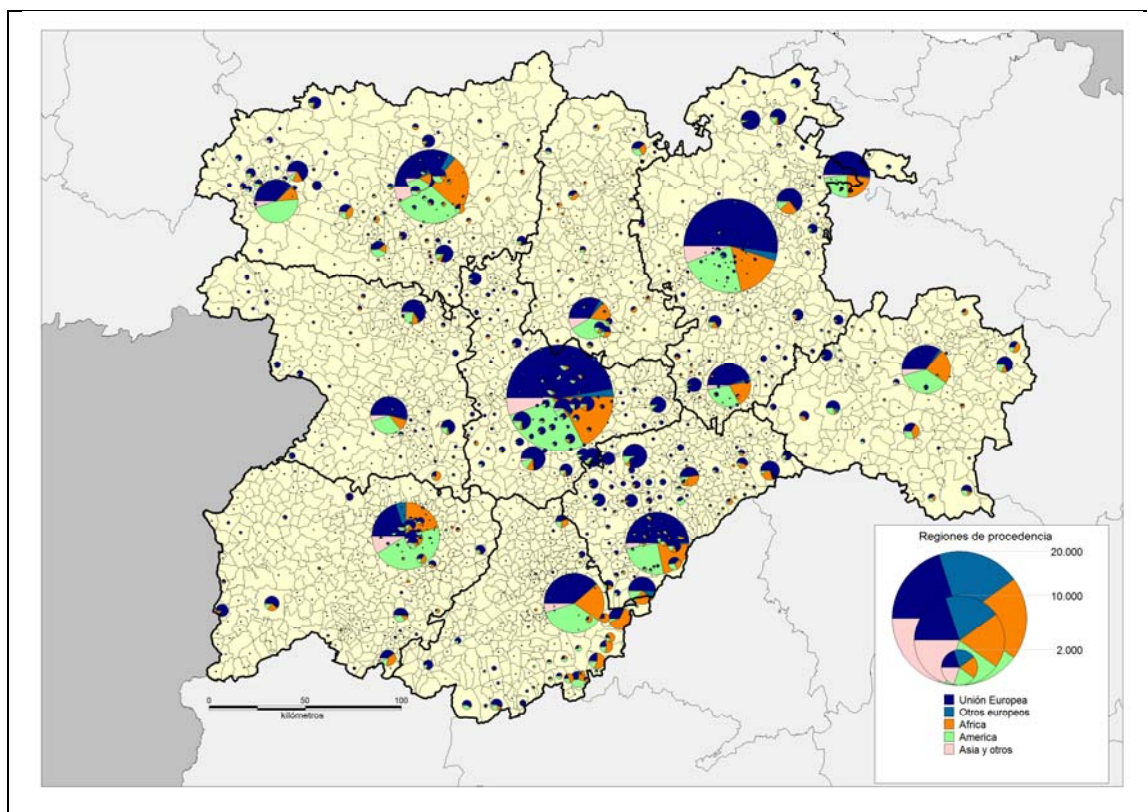 Regiones de procedencia
20.000
10.000
2.000
Unión Europea
Otros europeos
Africa
America
Asia y otros
0 50 100
kilómetros